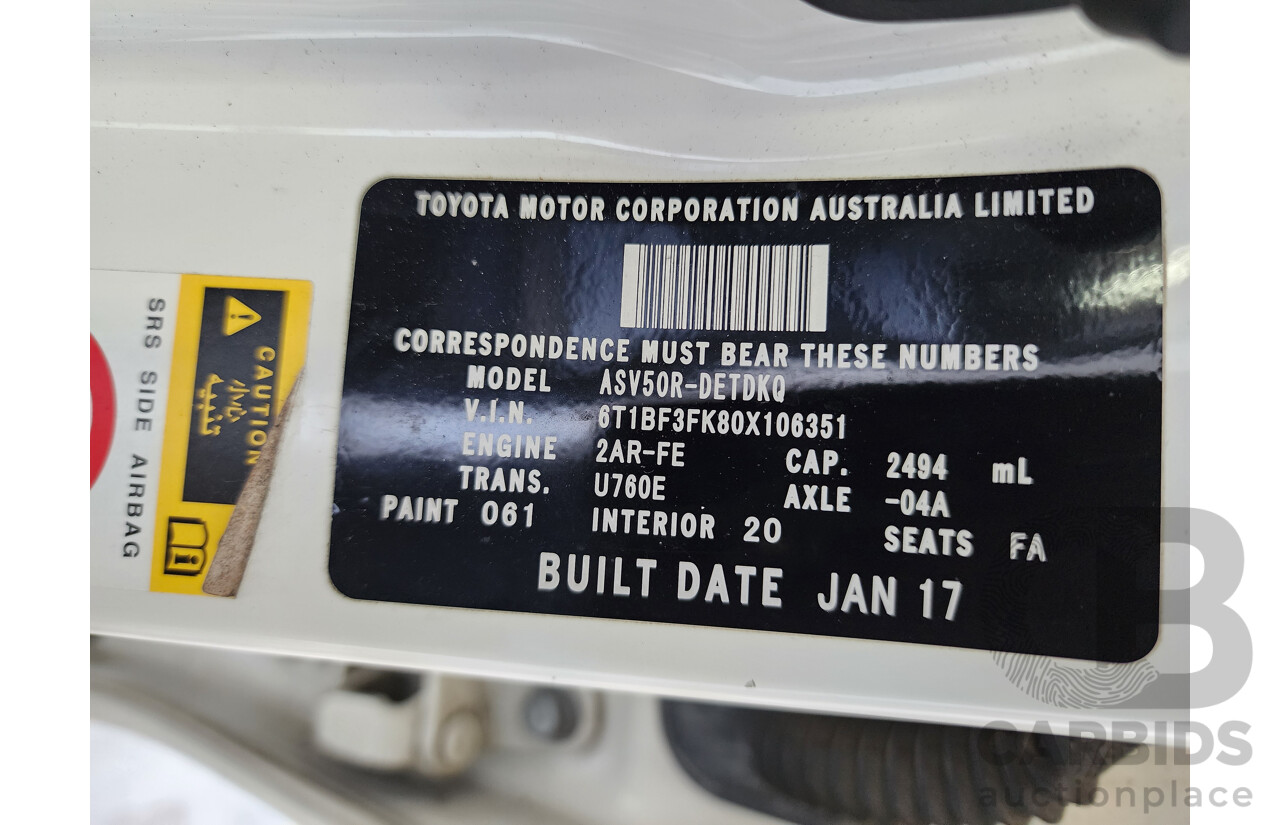 TOYOTA MOTOR CORPORATION AUSTRALIA LIMITED
CORRESPONDENCE MUST BEAR THESE NUMBERS
MODEL ASV50R-DETDKQ
V.I.N. 6T1BF3FK80X106351
ENGINE 2AR-FE CAP. 2494 mL
TRANS. U760E AXLE -04A
PAINT 061 INTERIOR 20 SEATS FA
BUILT DATE JAN 17
SRS SIDE AIRBAG
CAUTION
تنبيه
CARBIDS
auctionplace